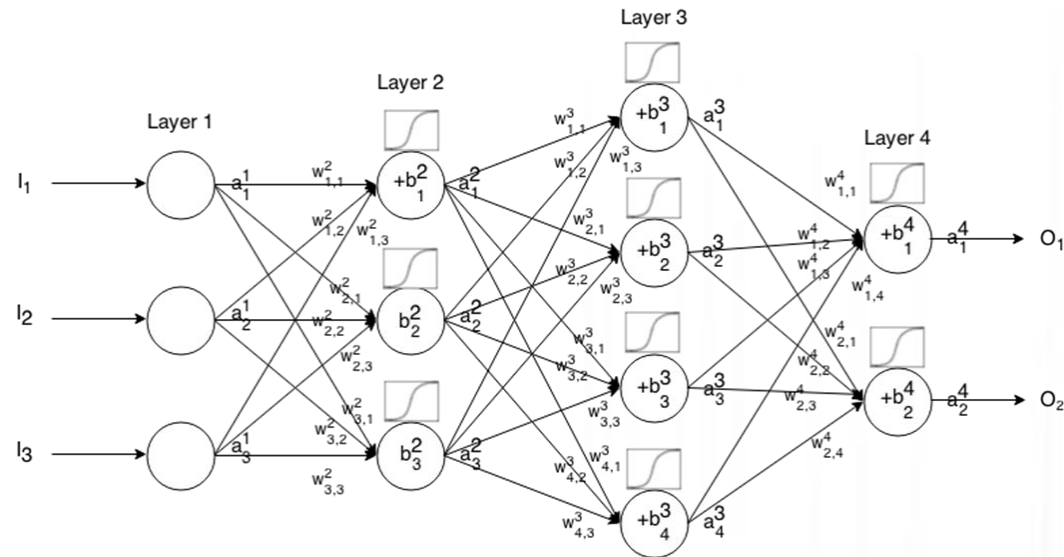 Layer 1
Layer 2
Layer 3
Layer 4
I₁
I₂
I₃
a¹₁
a¹₂
a¹₃
w²₁,₁
w²₁,₂
w²₁,₃
w²₂,₁
w²₂,₂
w²₂,₃
w²₃,₁
w²₃,₂
w²₃,₃
+b²₁
b²₂
b²₃
a²₁
a²₂
a²₃
w³₁,₁
w³₁,₂
w³₁,₃
w³₂,₁
w³₂,₂
w³₂,₃
w³₃,₁
w³₃,₂
w³₃,₃
w³₄,₁
w³₄,₂
w³₄,₃
+b³₁
+b³₂
+b³₃
+b³₄
a³₁
a³₂
a³₃
a³₄
w⁴₁,₁
w⁴₁,₂
w⁴₁,₃
w⁴₁,₄
w⁴₂,₁
w⁴₂,₂
w⁴₂,₃
w⁴₂,₄
+b⁴₁
+b⁴₂
a⁴₁
a⁴₂
O₁
O₂